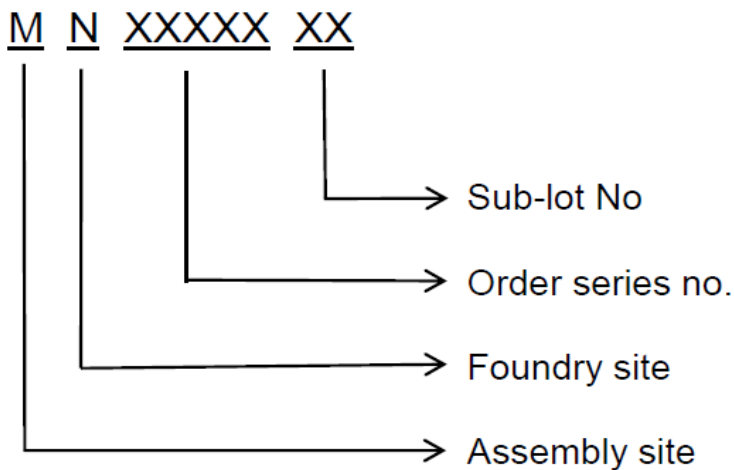 M N XXXXX XX
Sub-lot No
Order series no.
Foundry site
Assembly site